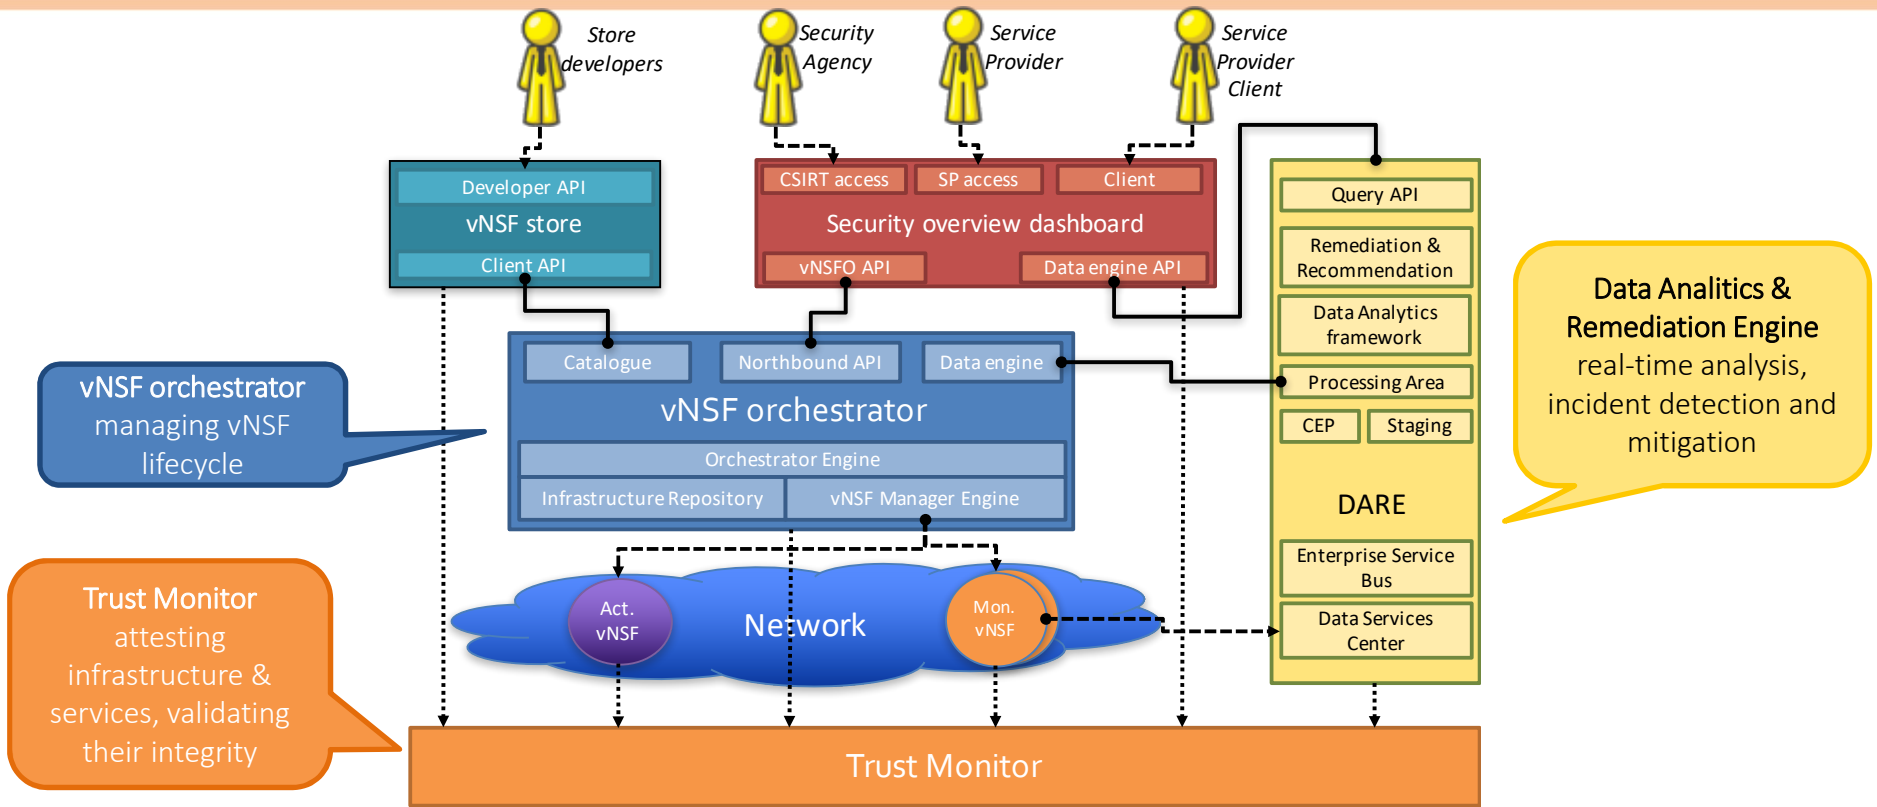 Store
developers
Security
Agency
Service
Provider
Service
Provider
Client
Developer API
vNSF store
Client API
CSIRT access
SP access
Client
Security overview dashboard
vNSFO API
Data engine API
Query API
Remediation &
Recommendation
Data Analytics
framework
Processing Area
CEP
Staging
DARE
Enterprise Service
Bus
Data Services
Center
Data Analitics &
Remediation Engine
real-time analysis,
incident detection and
mitigation
Catalogue
Northbound API
Data engine
vNSF orchestrator
Orchestrator Engine
Infrastructure Repository
vNSF Manager Engine
vNSF orchestrator
managing vNSF
lifecycle
Act.
vNSF
Network
Mon.
vNSF
Trust Monitor
attesting
infrastructure &
services, validating
their integrity
Trust Monitor